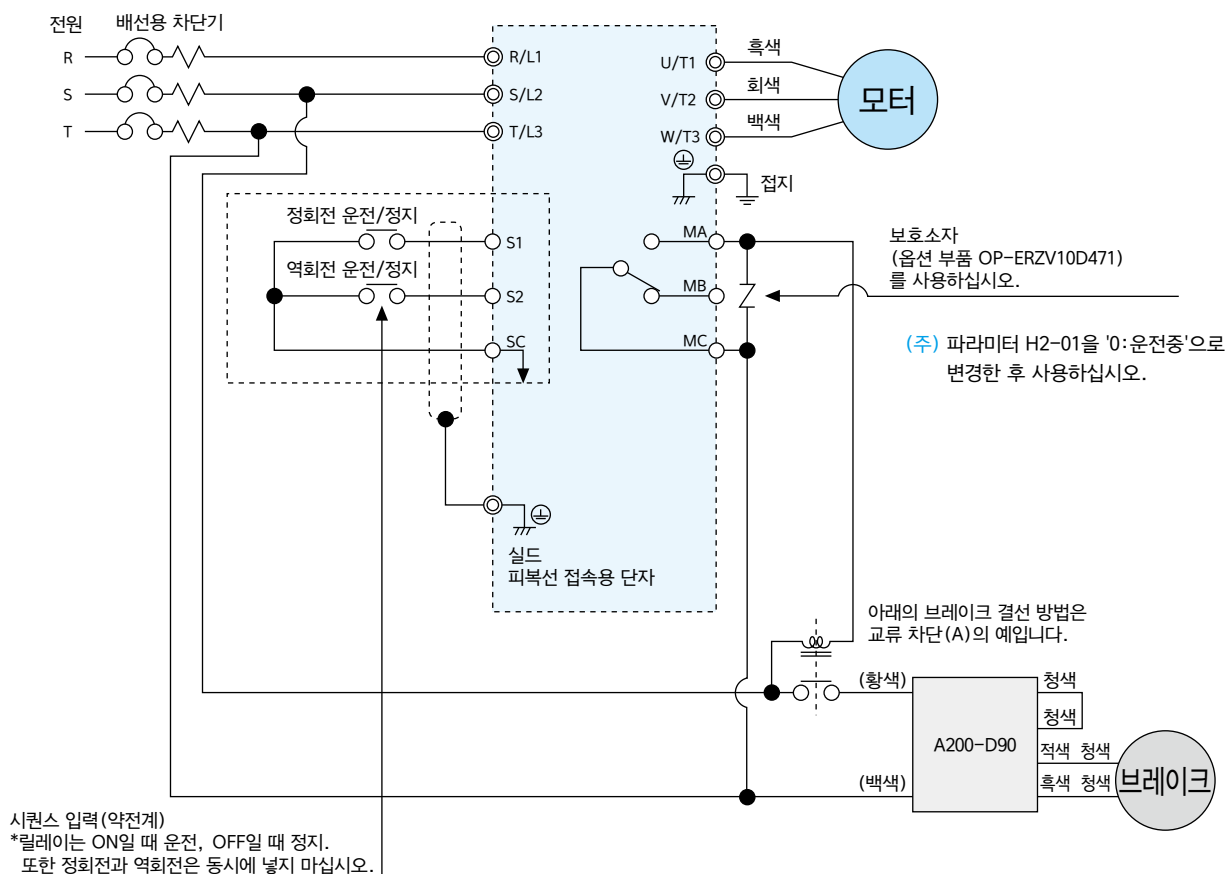 전원
배선용 차단기
R
S
T
R/L1
S/L2
T/L3
U/T1
V/T2
W/T3
흑색
회색
백색
모터
접지
정회전 운전/정지
역회전 운전/정지
S1
S2
SC
MA
MB
MC
보호소자
(옵션 부품 OP-ERZV10D471)
를 사용하십시오.
(주) 파라미터 H2-01을 '0:운전중'으로
변경한 후 사용하십시오.
실드
피복선 접속용 단자
아래의 브레이크 결선 방법은
교류 차단(A)의 예입니다.
(황색)
(백색)
A200-D90
청색
청색
적색 청색
흑색 청색
브레이크
시퀀스 입력(약전계)
*릴레이는 ON일 때 운전, OFF일 때 정지.
또한 정회전과 역회전은 동시에 넣지 마십시오.